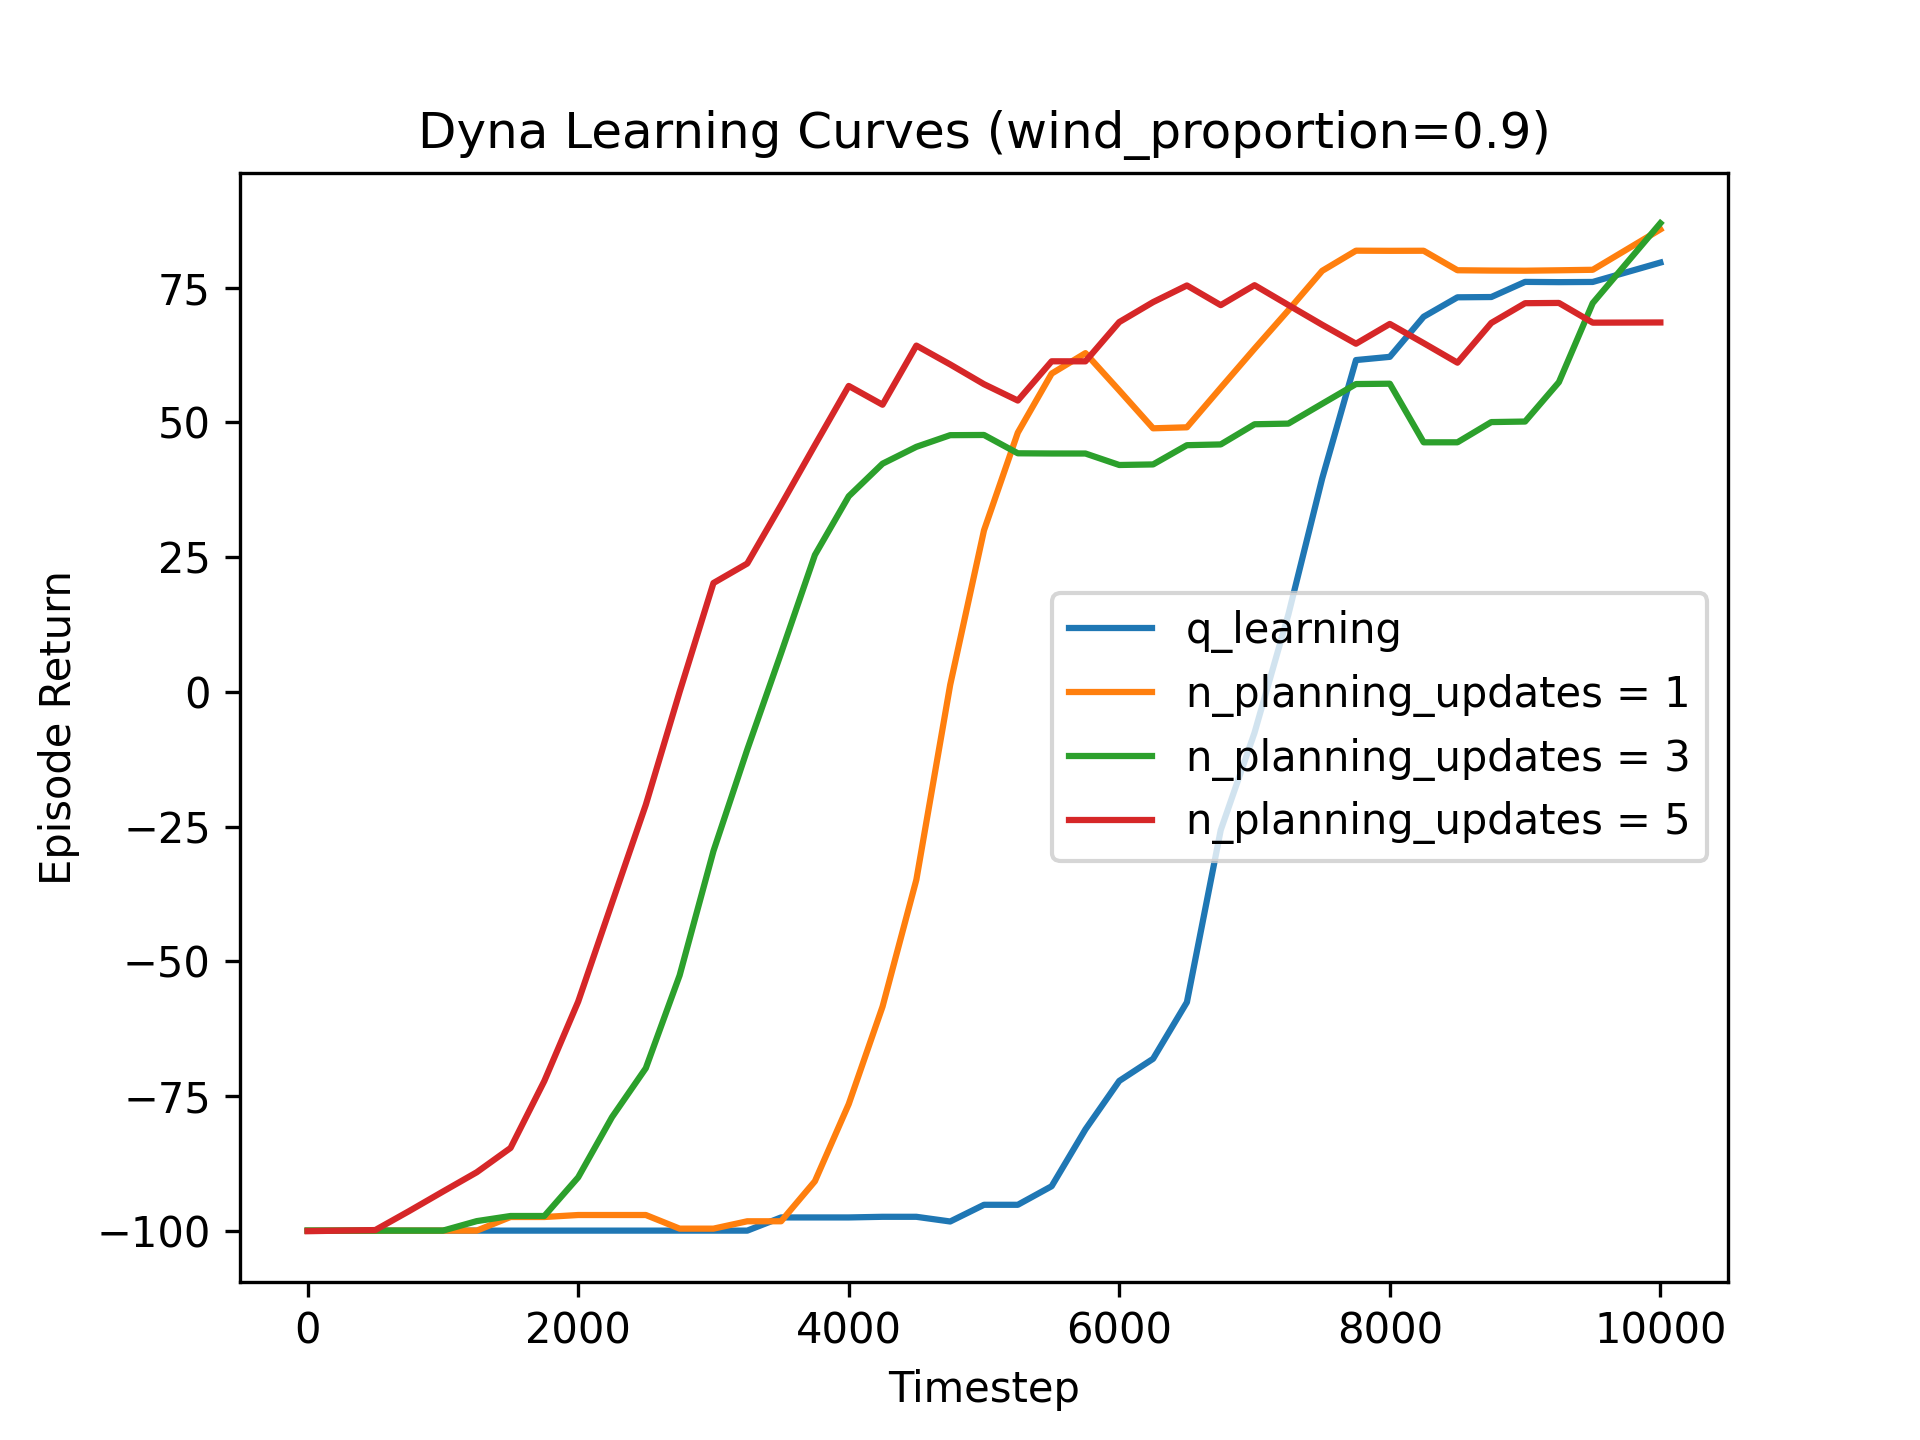 Dyna Learning Curves (wind_proportion=0.9)
Episode Return
75
50
25
0
−25
−50
−75
−100
q_learning
n_planning_updates = 1
n_planning_updates = 3
n_planning_updates = 5
0 2000 4000 6000 8000 10000
Timestep